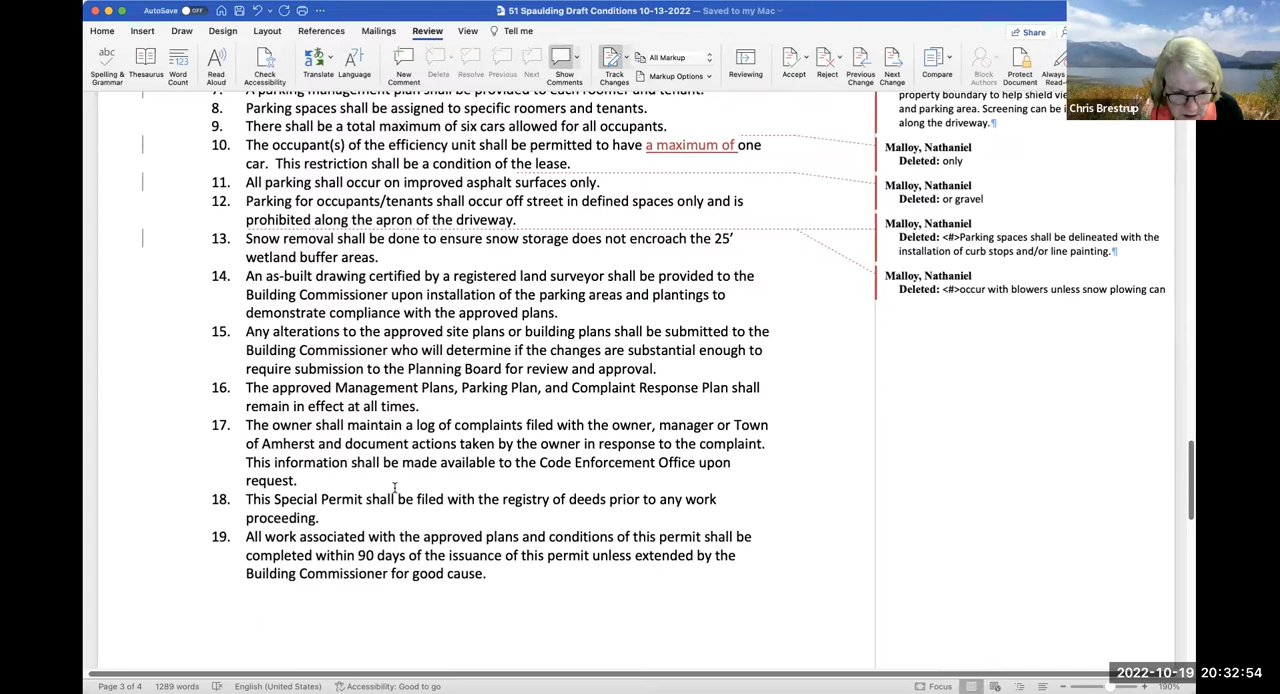 AutoSave OFF
51 Spaulding Draft Conditions 10-13-2022 — Saved to my Mac
Home Insert Draw Design Layout References Mailings Review View Tell me
Share
Spelling & Grammar
Thesaurus
Word Count
Read Aloud
Check Accessibility
Translate
Language
New Comment
Delete
Resolve
Previous
Next
Show Comments
Track Changes
All Markup
Markup Options
Reviewing
Accept
Reject
Previous Change
Next Change
Compare
Block Authors
Protect Document
Chris Brestrup
7. A parking management plan shall be provided to each roomer and tenant.
8. Parking spaces shall be assigned to specific roomers and tenants.
9. There shall be a total maximum of six cars allowed for all occupants.
10. The occupant(s) of the efficiency unit shall be permitted to have a maximum of one
car. This restriction shall be a condition of the lease.
11. All parking shall occur on improved asphalt surfaces only.
12. Parking for occupants/tenants shall occur off street in defined spaces only and is
prohibited along the apron of the driveway.
13. Snow removal shall be done to ensure snow storage does not encroach the 25’
wetland buffer areas.
14. An as-built drawing certified by a registered land surveyor shall be provided to the
Building Commissioner upon installation of the parking areas and plantings to
demonstrate compliance with the approved plans.
15. Any alterations to the approved site plans or building plans shall be submitted to the
Building Commissioner who will determine if the changes are substantial enough to
require submission to the Planning Board for review and approval.
16. The approved Management Plans, Parking Plan, and Complaint Response Plan shall
remain in effect at all times.
17. The owner shall maintain a log of complaints filed with the owner, manager or Town
of Amherst and document actions taken by the owner in response to the complaint.
This information shall be made available to the Code Enforcement Office upon
request.
18. This Special Permit shall be filed with the registry of deeds prior to any work
proceeding.
19. All work associated with the approved plans and conditions of this permit shall be
completed within 90 days of the issuance of this permit unless extended by the
Building Commissioner for good cause.
property boundary to help shield
and parking area. Screening can be
along the driveway.¶
Malloy, Nathaniel
Deleted: only
Malloy, Nathaniel
Deleted: or gravel
Malloy, Nathaniel
Deleted: <#>Parking spaces shall be delineated with the
installation of curb stops and/or line painting.¶
Malloy, Nathaniel
Deleted: <#>occur with blowers unless snow plowing can
2022-10-19 20:32:54
Page 3 of 4 1289 words English (United States) Accessibility: Good to go Focus 190%